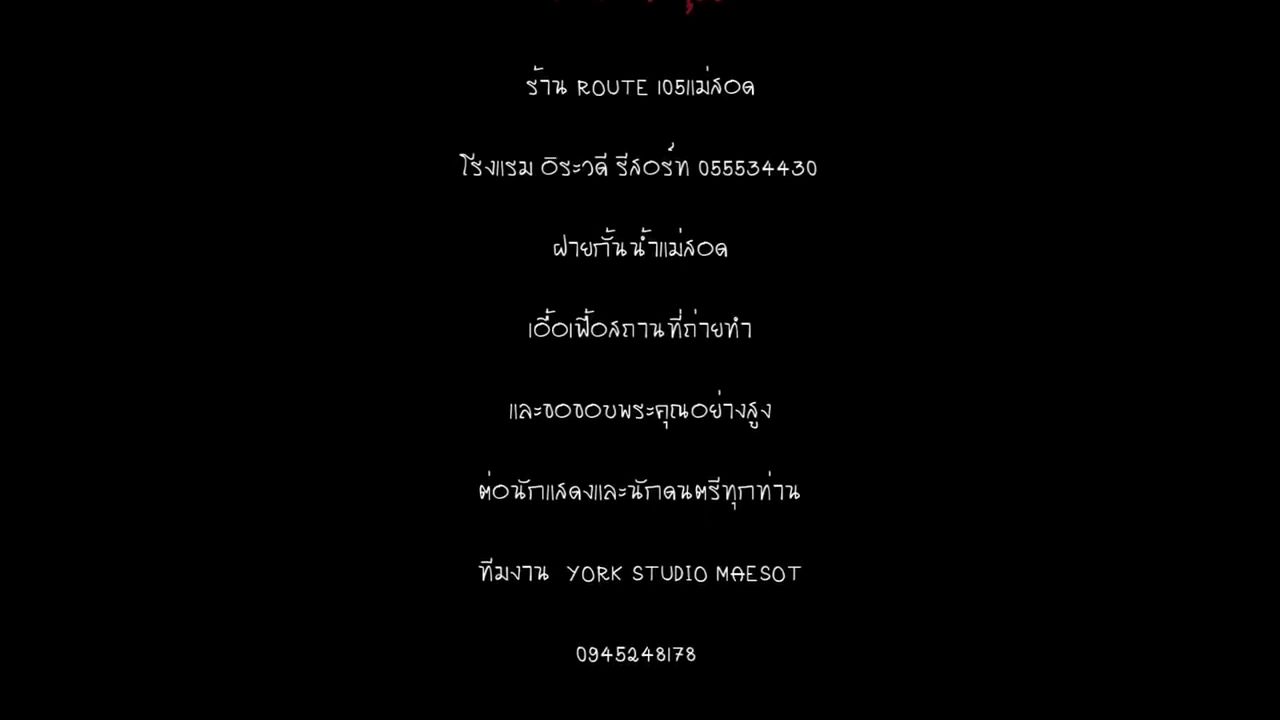 ร้าน ROUTE 105แม่สอด
โรงแรม อิระวดี รีสอร์ท 055534430
ฝายกั้นน้ำแม่สอด
เอื้อเฟื้อสถานที่ถ่ายทำ
และขอขอบพระคุณอย่างสูง
ต่อนักแสดงและนักดนตรีทุกท่าน
ทีมงาน YORK STUDIO MAESOT
0945248178